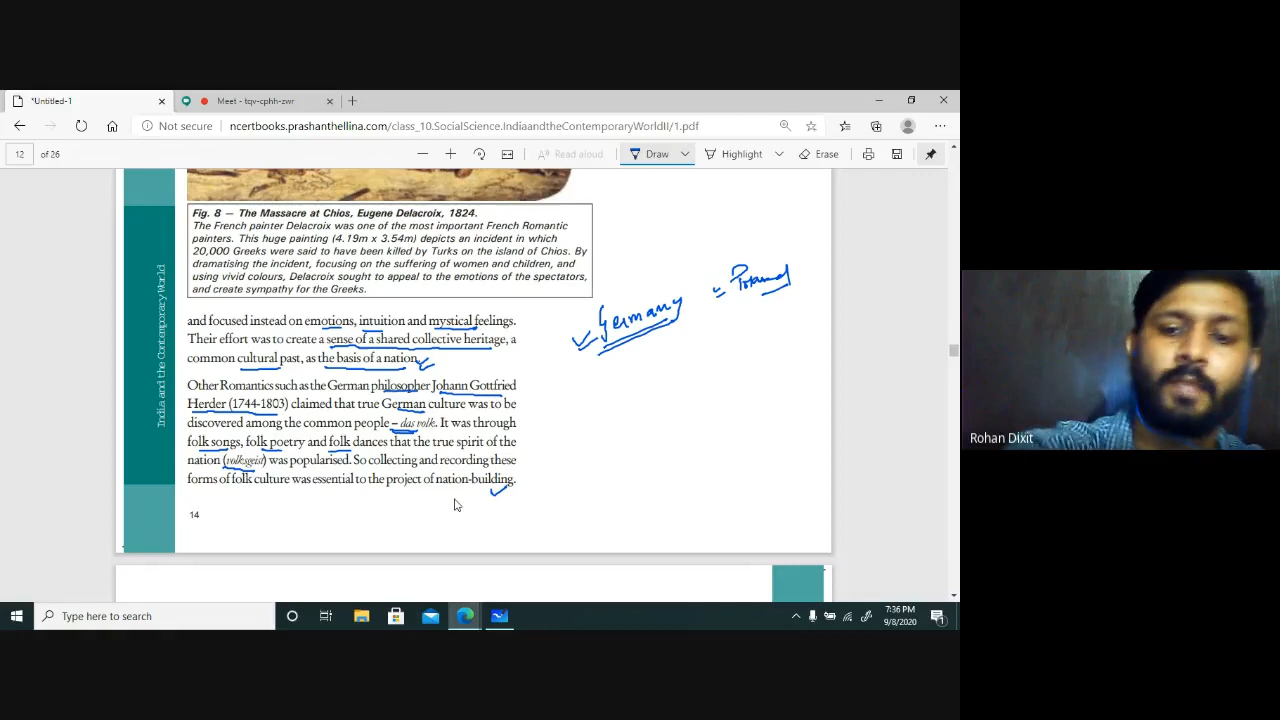 *Untitled-1
Meet - tqv-cphh-zwr
Not secure
ncertbooks.prashanthellina.com/class_10.SocialScience.IndiaandtheContemporaryWorldII/1.pdf
12 of 26
Read aloud
Draw
Highlight
Erase
India and the Contemporary World
Fig. 8 — The Massacre at Chios, Eugene Delacroix, 1824.
The French painter Delacroix was one of the most important French Romantic
painters. This huge painting (4.19m x 3.54m) depicts an incident in which
20,000 Greeks were said to have been killed by Turks on the island of Chios. By
dramatising the incident, focusing on the suffering of women and children, and
using vivid colours, Delacroix sought to appeal to the emotions of the spectators,
and create sympathy for the Greeks.
Germany
and focused instead on emotions, intuition and mystical feelings.
Their effort was to create a sense of a shared collective heritage, a
common cultural past, as the basis of a nation.
Other Romantics such as the German philosopher Johann Gottfried
Herder (1744-1803) claimed that true German culture was to be
discovered among the common people – das volk. It was through
folk songs, folk poetry and folk dances that the true spirit of the
nation (volksgeist) was popularised. So collecting and recording these
forms of folk culture was essential to the project of nation-building.
14
Rohan Dixit
Type here to search
7:36 PM
9/8/2020
1